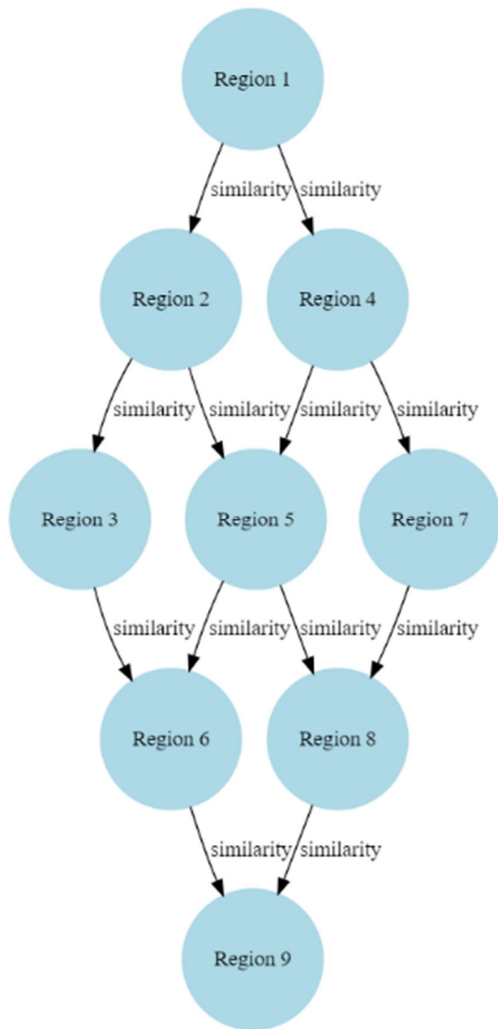 Region 1
similarity similarity
Region 2 Region 4
similarity similarity similarity similarity
Region 3 Region 5 Region 7
similarity similarity similarity similarity
Region 6 Region 8
similarity similarity
Region 9